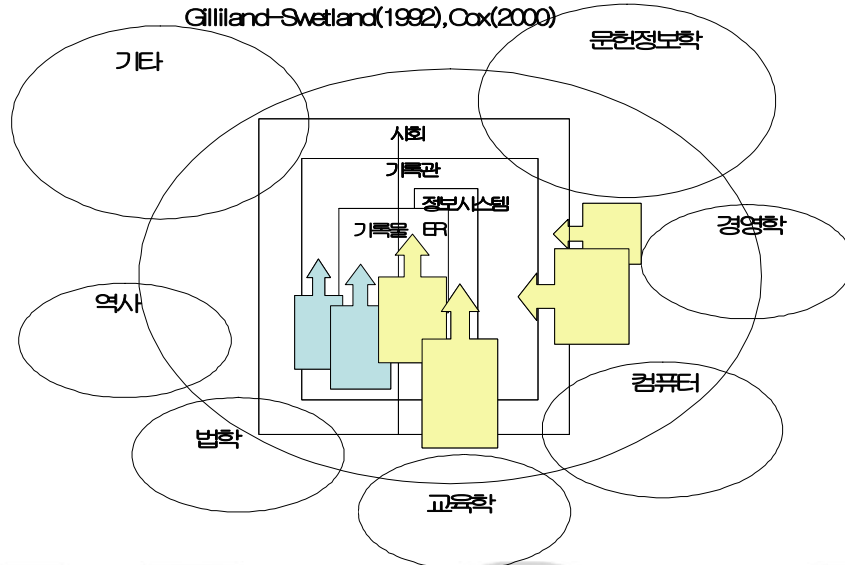 Gilliland-Swetland(1992),Cox(2000)
문헌정보학
기타
사회
기록관
정보시스템
경영학
기록물 ER
역사
컴퓨터
법학
교육학